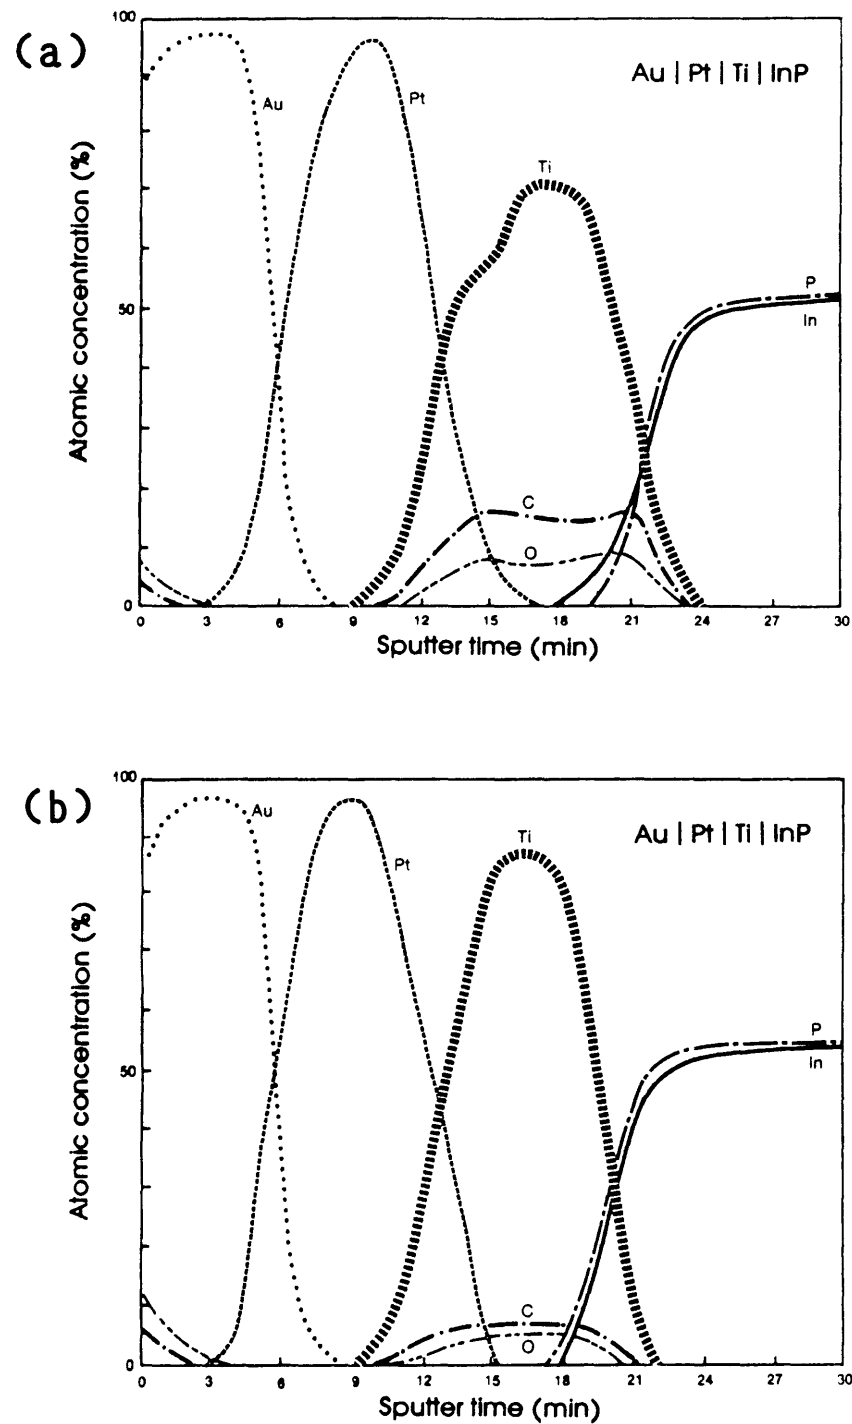 (a)
100
Au | Pt | Ti | InP
Au
Pt
Ti
Atomic concentration (%)
50
P
In
C
O
0
0 3 6 9 12 15 18 21 24 27 30
Sputter time (min)
(b)
100
Au | Pt | Ti | InP
Au
Pt
Ti
Atomic concentration (%)
50
P
In
C
O
0
0 3 6 9 12 15 18 21 24 27 30
Sputter time (min)